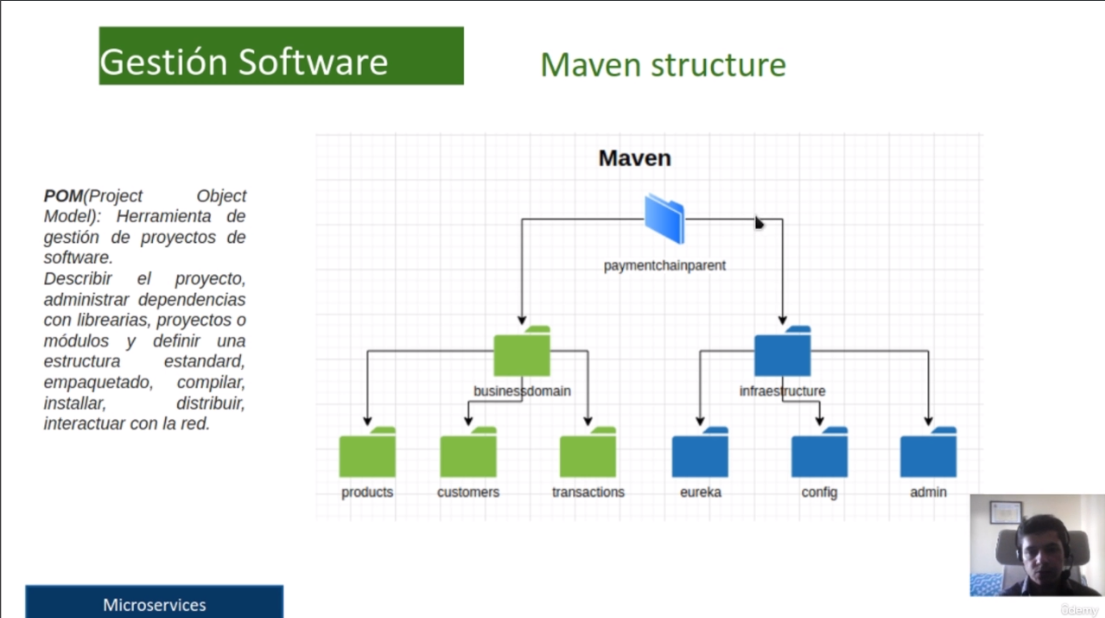 Gestión Software
Maven structure
POM(Project Object
Model): Herramienta de
gestión de proyectos de
software.
Describir el proyecto,
administrar dependencias
con librearias, proyectos o
módulos y definir una
estructura estandard,
empaquetado, compilar,
installar, distribuir,
interactuar con la red.
Maven
paymentchainparent
businessdomain
infraestructure
products
customers
transactions
eureka
config
admin
Microservices
ûdemy